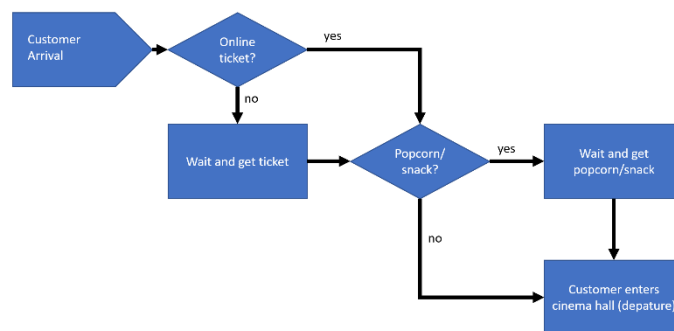 Customer
Arrival
Online
ticket?
yes
no
Wait and get ticket
Popcorn/
snack?
yes
Wait and get
popcorn/snack
no
Customer enters
cinema hall (depature)